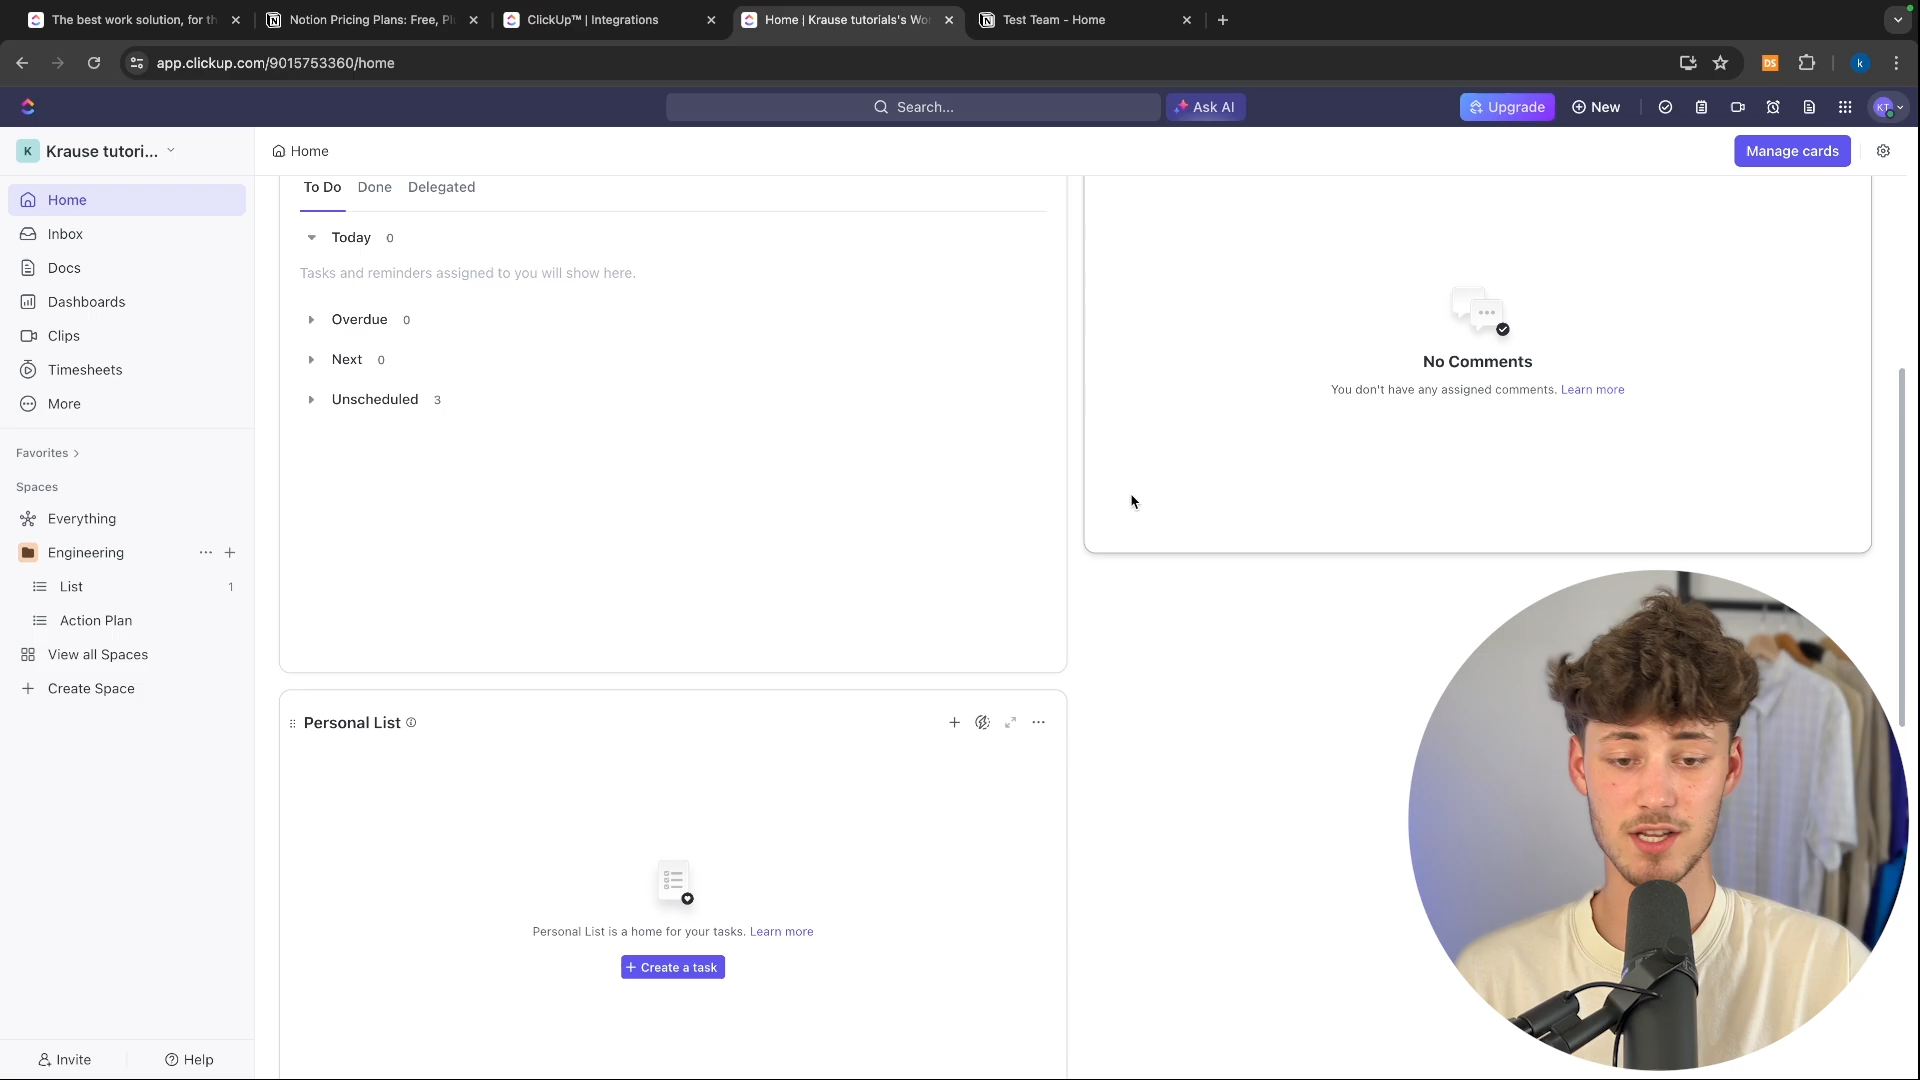 The best work solution, for th
Notion Pricing Plans: Free, Pl
ClickUp™ | Integrations
Home | Krause tutorials's Wo
Test Team - Home
app.clickup.com/9015753360/home
DS
k
Search...
Ask AI
Upgrade
New
KT
K
Krause tutori...
Home
Manage cards
Home
Inbox
Docs
Dashboards
Clips
Timesheets
More
Favorites
Spaces
Everything
Engineering
List 1
Action Plan
View all Spaces
Create Space
Invite
Help
To Do Done Delegated
Today 0
Tasks and reminders assigned to you will show here.
Overdue 0
Next 0
Unscheduled 3
No Comments
You don't have any assigned comments. Learn more
Personal List
Personal List is a home for your tasks. Learn more
+ Create a task